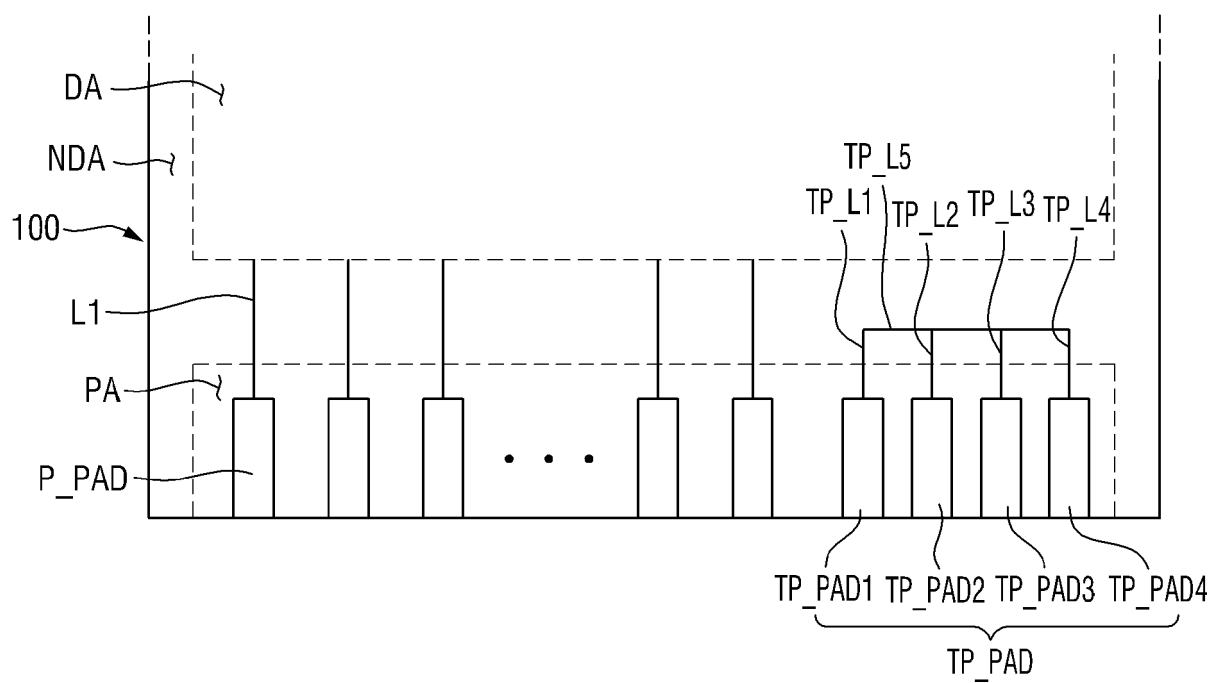 DA
NDA
100
L1
PA
P_PAD
TP_L5
TP_L1
TP_L2
TP_L3
TP_L4
TP_PAD1
TP_PAD2
TP_PAD3
TP_PAD4
TP_PAD